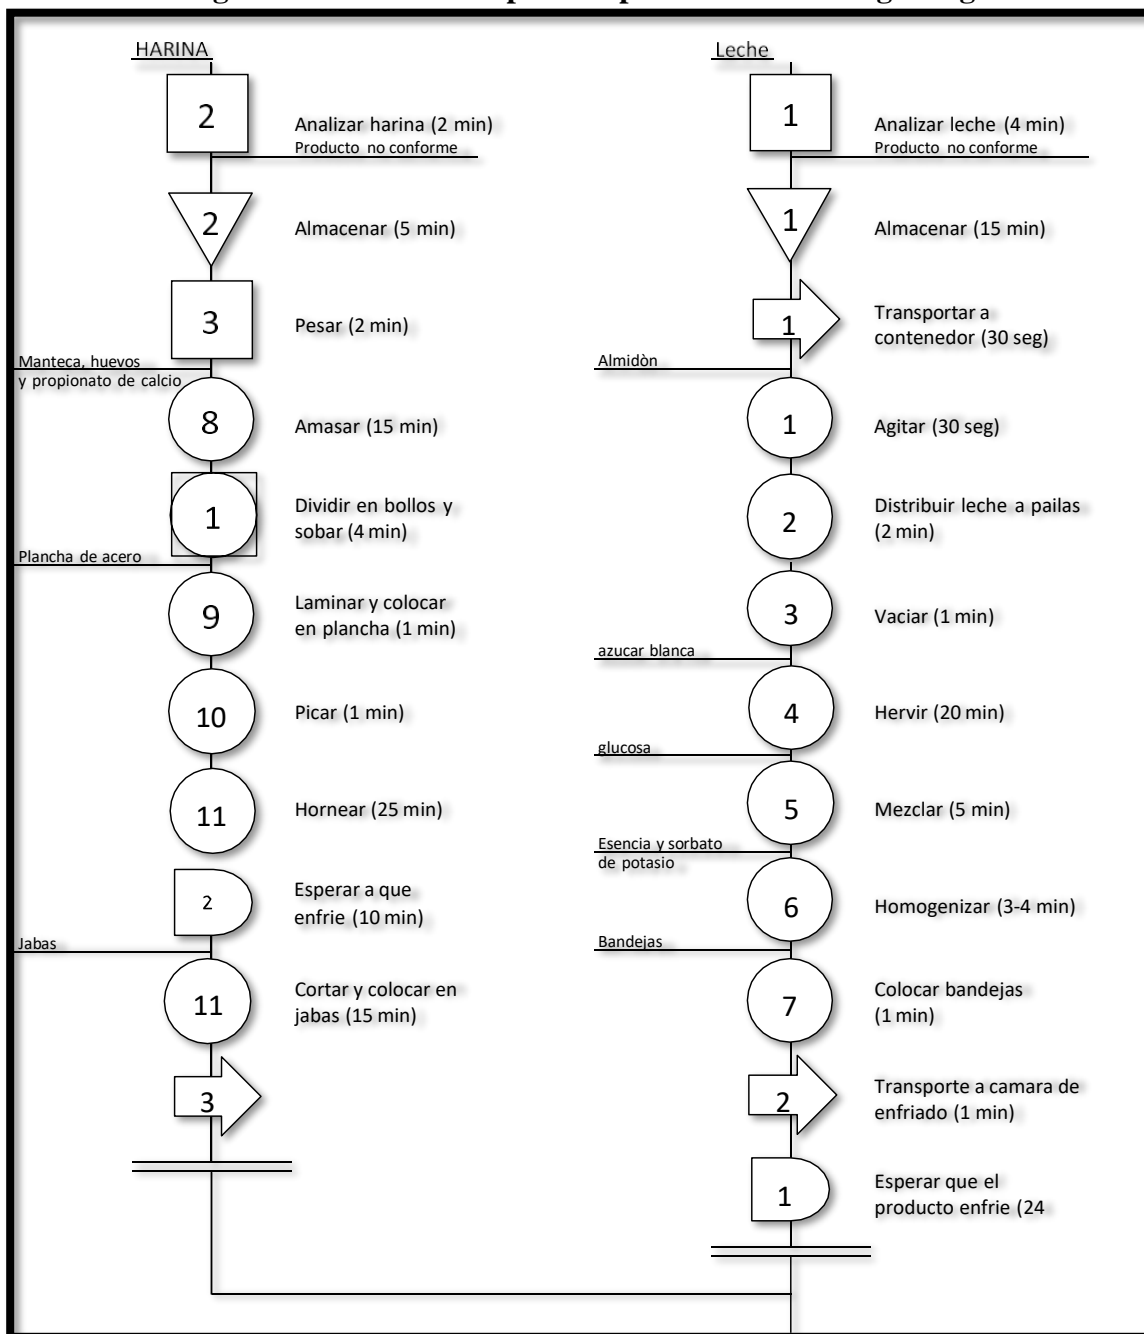 HARINA
2
Analizar harina (2 min)
Producto no conforme
2
Almacenar (5 min)
3
Pesar (2 min)
Manteca, huevos
y propionato de calcio
8
Amasar (15 min)
1
Dividir en bollos y
sobar (4 min)
Plancha de acero
9
Laminar y colocar
en plancha (1 min)
10
Picar (1 min)
11
Hornear (25 min)
2
Esperar a que
enfrie (10 min)
Jabas
11
Cortar y colocar en
jabas (15 min)
3
Leche
1
Analizar leche (4 min)
Producto no conforme
1
Almacenar (15 min)
1
Transportar a
contenedor (30 seg)
Almidòn
1
Agitar (30 seg)
2
Distribuir leche a pailas
(2 min)
3
Vaciar (1 min)
azucar blanca
4
Hervir (20 min)
glucosa
5
Mezclar (5 min)
Esencia y sorbato
de potasio
6
Homogenizar (3-4 min)
Bandejas
7
Colocar bandejas
(1 min)
2
Transporte a camara de
enfriado (1 min)
1
Esperar que el
producto enfrie (24